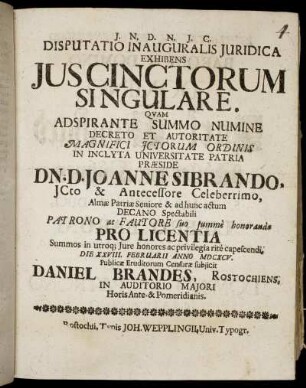 4
J. N. D. N. J. C.
DISPUTATIO INAUGURALIS JURIDICA
EXHIBENS
JUS CINCTORUM
SINGULARE,
QVAM
ADSPIRANTE SUMMO NUMINE
DECRETO ET AUTORITATE
MAGNIFICI JCTORUM ORDINIS
IN INCLYTA UNIVERSITATE PATRIA
PRÆSIDE
DN. D. JOANNE SIBRANDO,
JCto & Antecessore Celeberrimo,
Almæ Patriæ Seniore & ad hunc actum
DECANO Spectabili
PATRONO ac FAUTORE suo summè honorando
PRO LICENTIA
Summos in utroq; Jure honores ac privilegia ritè capessendi,
DIE XXVIII. FEBRUARII ANNO MDCXCV.
Publicæ Eruditorum Censuræ subjicit
DANIEL BRANDES, ROSTOCHIENS,
IN AUDITORIO MAJORI
Horis Ante- & Pomeridianis.
Rostochii, Typis JOH. WEPPLINGII, Univ. Typogr.